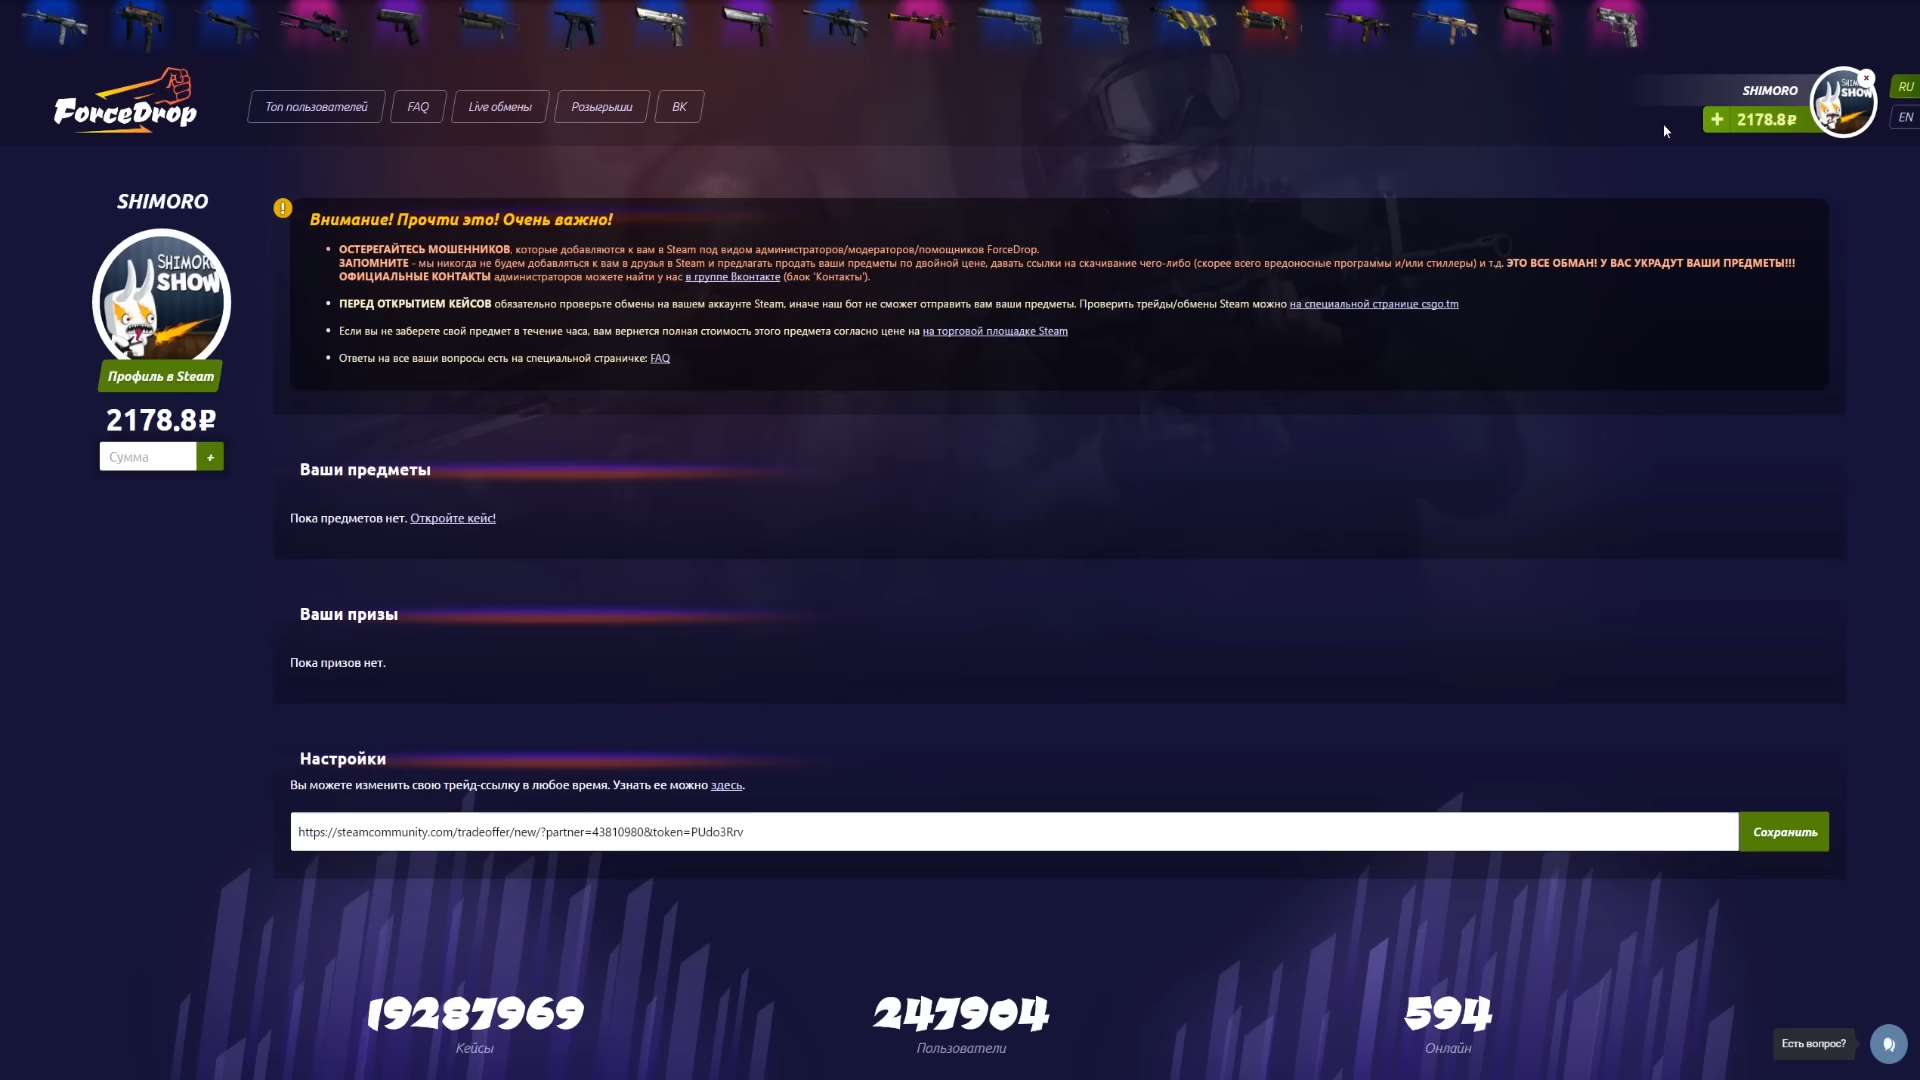 ForceDrop
Топ пользователей
FAQ
Live обмены
Розыгрыши
ВК
SHIMORO
+ 2178.8₽
SHOW
RU
EN
SHIMORO
SHIMORO
SHOW
Профиль в Steam
2178.8₽
Сумма
+
Внимание! Прочти это! Очень важно!
ОСТЕРЕГАЙТЕСЬ МОШЕННИКОВ, которые добавляются к вам в Steam под видом администраторов/модераторов/помощников ForceDrop.
ЗАПОМНИТЕ - мы никогда не будем добавляться к вам в друзья в Steam и предлагать продать ваши предметы по двойной цене, давать ссылки на скачивание чего-либо (скорее всего вредоносные программы и/или стиллеры) и т.д. ЭТО ВСЕ ОБМАН! У ВАС УКРАДУТ ВАШИ ПРЕДМЕТЫ!!!
ОФИЦИАЛЬНЫЕ КОНТАКТЫ администраторов можете найти у нас в группе Вконтакте (блок 'Контакты').
ПЕРЕД ОТКРЫТИЕМ КЕЙСОВ обязательно проверьте обмены на вашем аккаунте Steam, иначе наш бот не сможет отправить вам ваши предметы. Проверить трейды/обмены Steam можно на специальной странице csgo.tm
Если вы не заберете свой предмет в течение часа, вам вернется полная стоимость этого предмета согласно цене на на торговой площадке Steam
Ответы на все ваши вопросы есть на специальной страничке: FAQ
Ваши предметы
Пока предметов нет. Откройте кейс!
Ваши призы
Пока призов нет.
Настройки
Вы можете изменить свою трейд-ссылку в любое время. Узнать ее можно здесь.
https://steamcommunity.com/tradeoffer/new/?partner=43810980&token=PUdo3Rrv
Сохранить
19287969
Кейсы
247904
Пользователи
594
Онлайн
Есть вопрос?